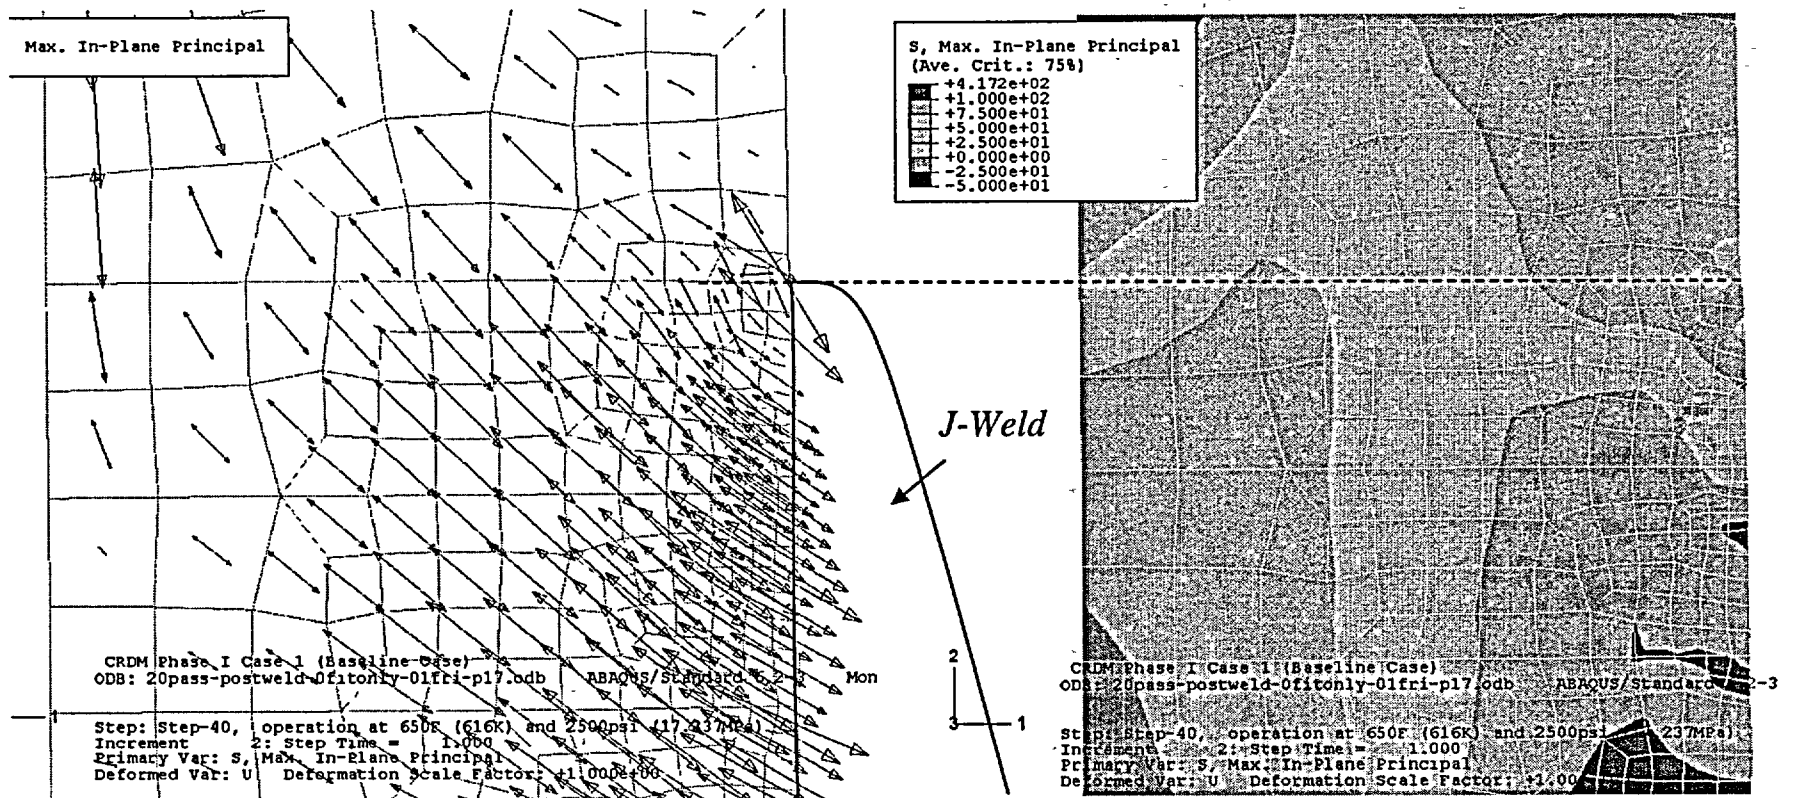 Max. In-Plane Principal
S, Max. In-Plane Principal
(Ave. Crit.: 75%)
+4.172e+02
+1.000e+02
+7.500e+01
+5.000e+01
+2.500e+01
+0.000e+00
-2.500e+01
-5.000e+01
J-Weld
2
3
1
1
CRDM Phase I Case 1 (Baseline Case)
ODB: 20pass-postweld-0fitonly-01fri-p17.odb ABAQUS/Standard 6.2-3 Mon
Step: Step-40, operation at 650F (616K) and 2500psi (17.237MPa)
Increment 2: Step Time = 1.000
Primary Var: S, Max. In-Plane Principal
Deformed Var: U Deformation Scale Factor: +1.000e+00
CRDM Phase I Case 1 (Baseline Case)
ODB: 20pass-postweld-0fitonly-01fri-p17.odb ABAQUS/Standard 2-3
Step: Step-40, operation at 650F (616K) and 2500psi 237MPa)
Increment 2: Step Time = 1.000
Primary Var: S, Max. In-Plane Principal
Deformed Var: U Deformation Scale Factor: +1.00